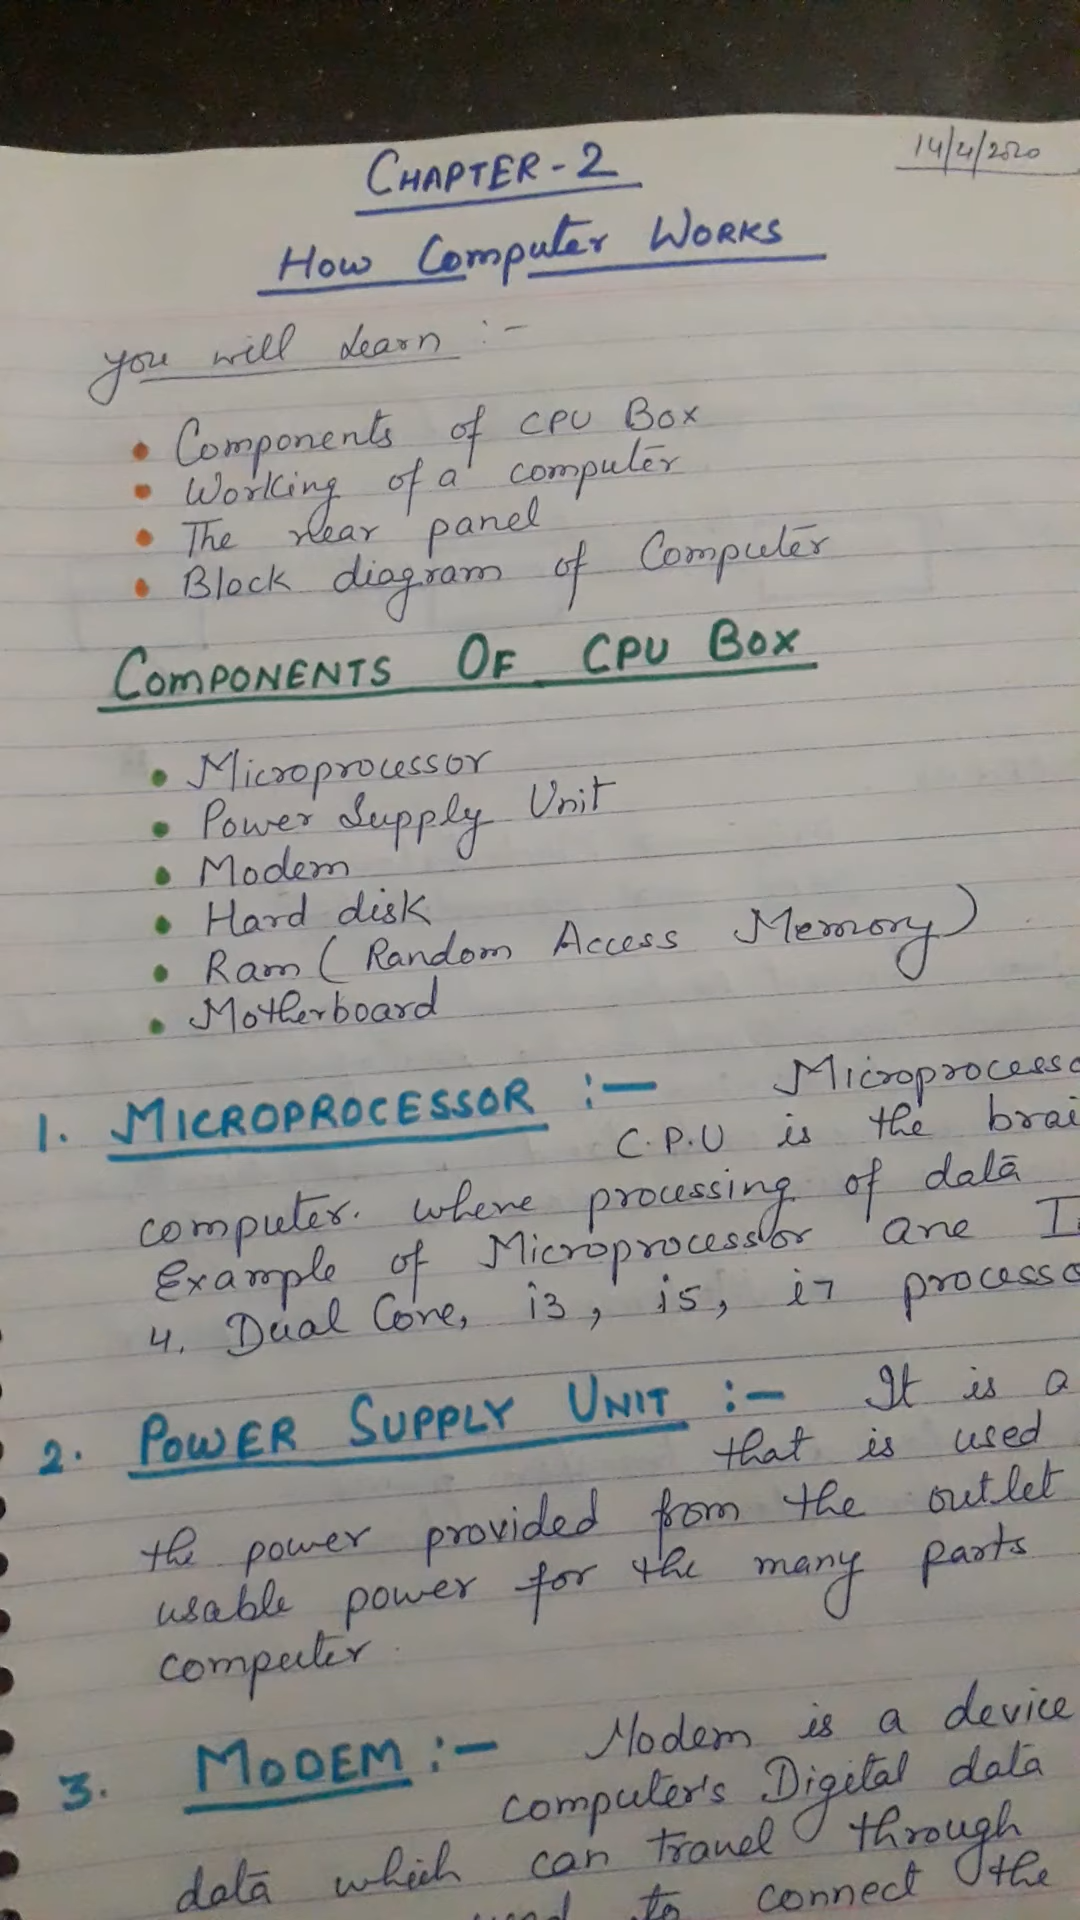 14/4/2020
CHAPTER-2
HOW COMPUTER WORKS
You will learn :-
• Components of CPU Box
• Working of a computer
• The rear panel
• Block diagram of Computer
COMPONENTS OF CPU BOX
• Microprocessor
• Power Supply Unit
• Modem
• Hard disk
• Ram ( Random Access Memory)
• Motherboard
1. MICROPROCESSOR :- Microprocesso
C.P.U is the brai
computer. where processing of data
Example of Microprocessor are I
4. Dual Core, i3, i5, i7 processo
2. POWER SUPPLY UNIT :- It is a
that is used
the power provided from the outlet
usable power for the many parts
computer.
3. MODEM :- Modem is a device
computer's Digital data
data which can travel through
to connect the